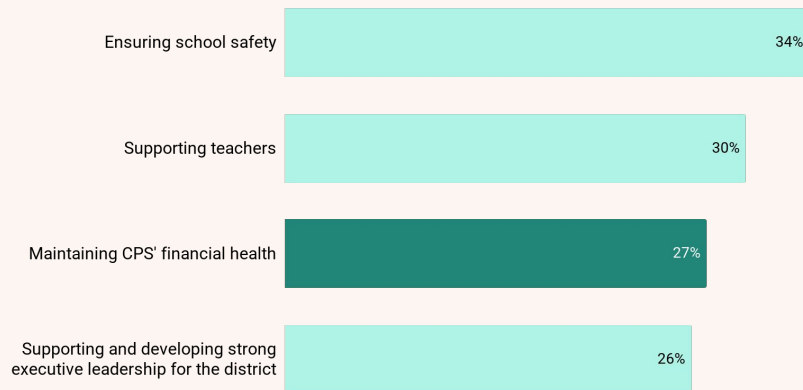 Ensuring school safety
34%
Supporting teachers
30%
Maintaining CPS' financial health
27%
Supporting and developing strong
executive leadership for the district
26%